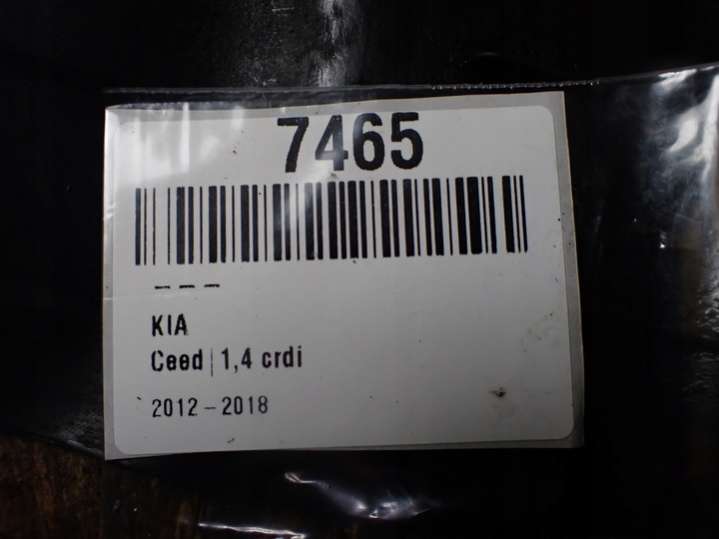 7465
---
KIA
Ceed | 1,4 crdi
2012 – 2018